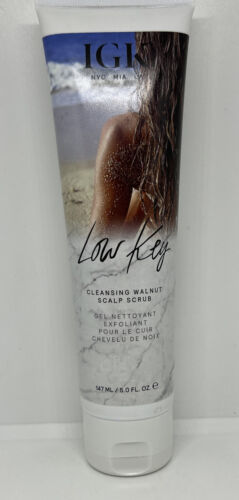 IGK
NYC MIA LA
Low Key
CLEANSING WALNUT
SCALP SCRUB
GEL NETTOYANT
EXFOLIANT
POUR LE CUIR
CHEVELU DE NOIX
147 ML / 5.0 FL. OZ. ℮